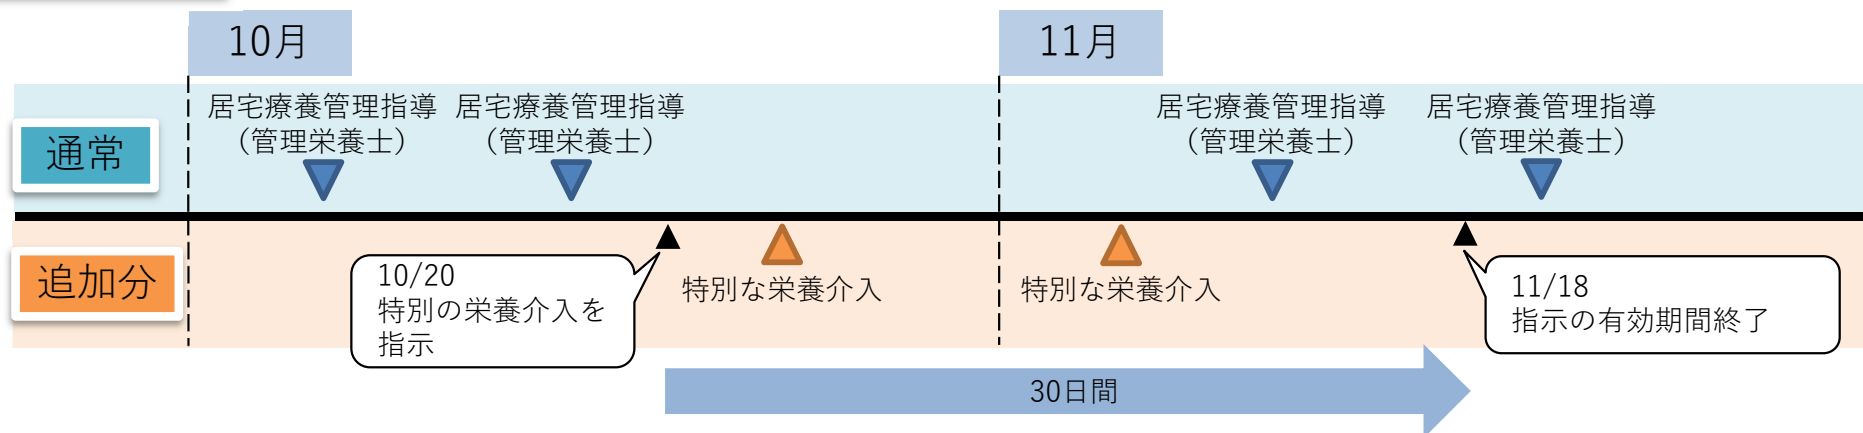 10月
11月
通常
居宅療養管理指導
（管理栄養士）
居宅療養管理指導
（管理栄養士）
居宅療養管理指導
（管理栄養士）
居宅療養管理指導
（管理栄養士）
追加分
10/20
特別の栄養介入を
指示
特別な栄養介入
特別な栄養介入
11/18
指示の有効期間終了
30日間